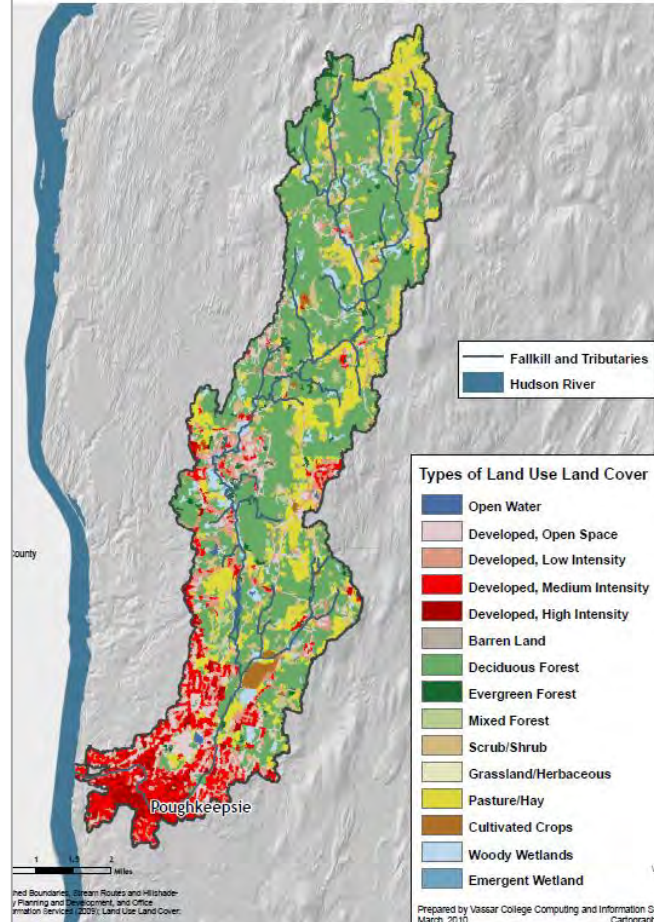 Fallkill and Tributaries
Hudson River
Types of Land Use Land Cover
Open Water
Developed, Open Space
Developed, Low Intensity
Developed, Medium Intensity
Developed, High Intensity
Barren Land
Deciduous Forest
Evergreen Forest
Mixed Forest
Scrub/Shrub
Grassland/Herbaceous
Pasture/Hay
Cultivated Crops
Woody Wetlands
Emergent Wetland
county
Poughkeepsie
1 1.5 2
Miles
hed Boundaries, Stream Routes and Hillshade-
y Planning and Development, and Office
rmation Services (2009); Land Use Land Cover:
Prepared by Vassar College Computing and Information S
March, 2010 Cartograp